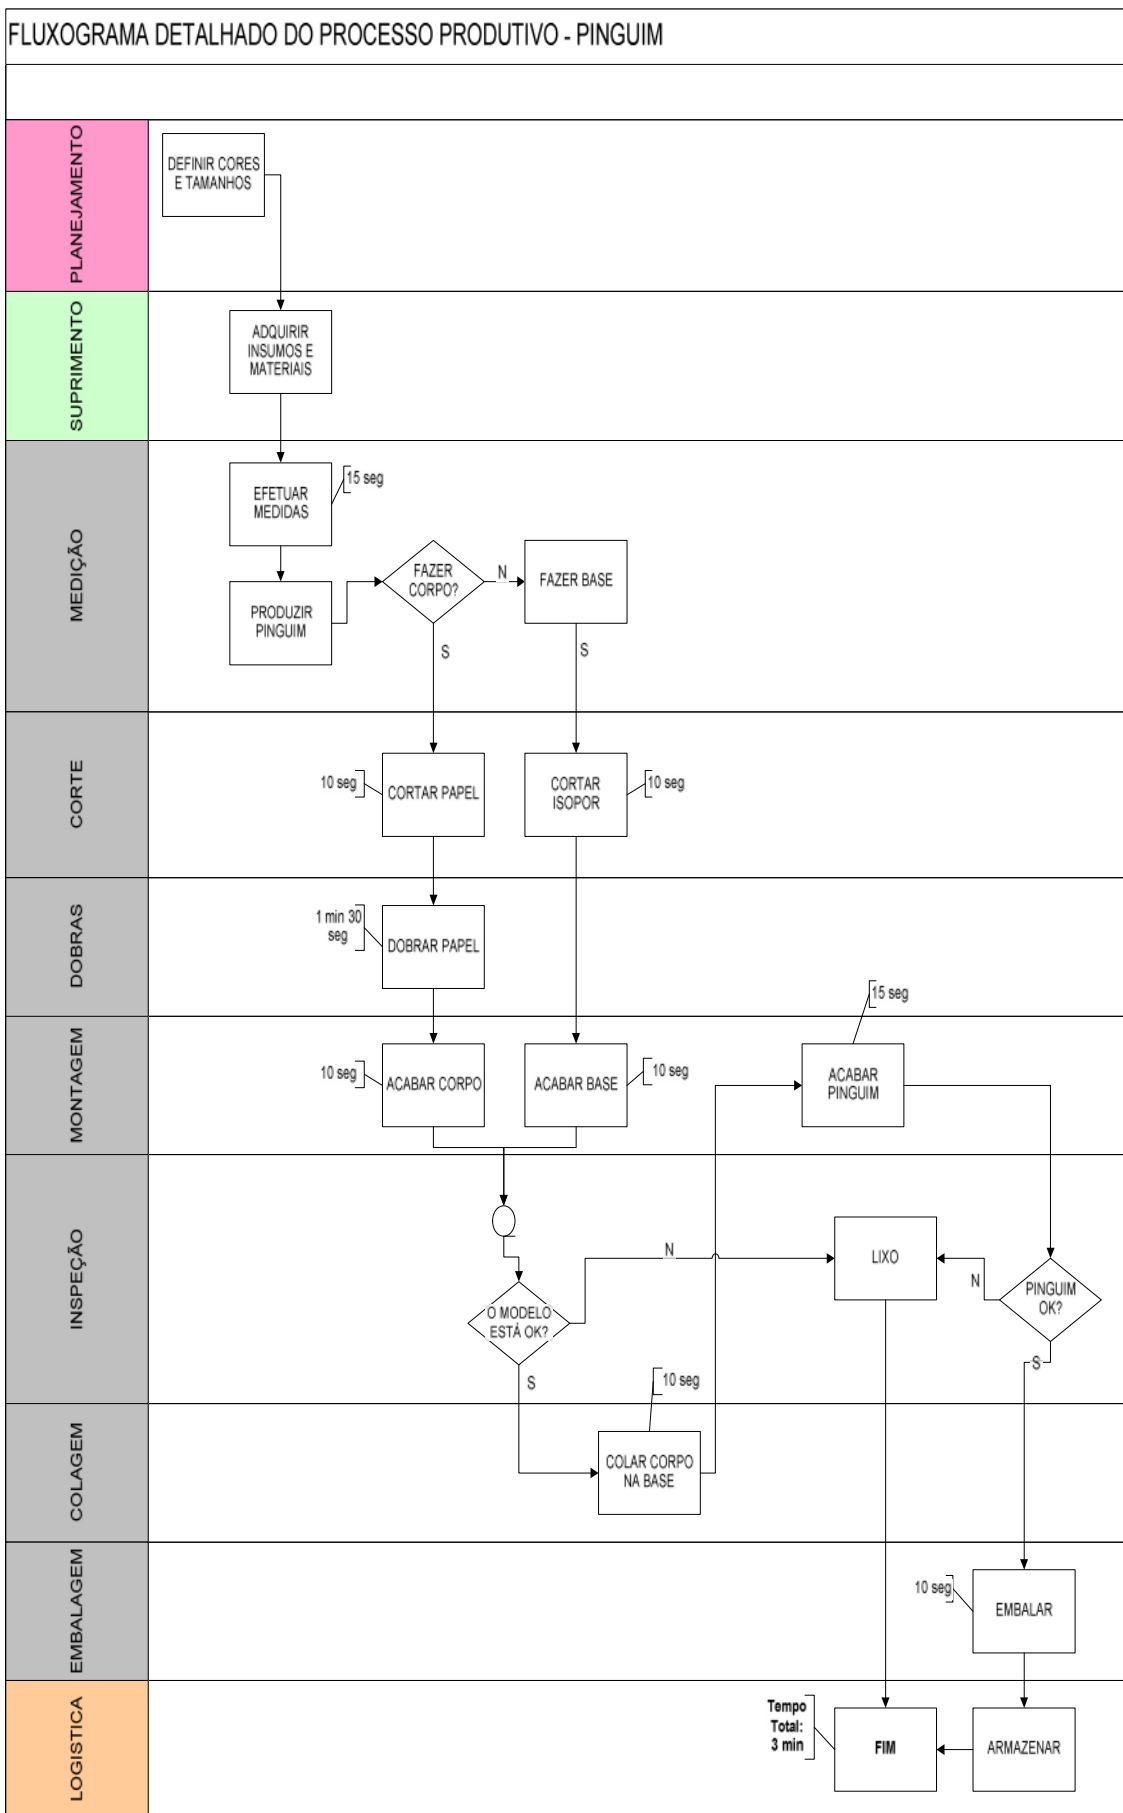 FLUXOGRAMA DETALHADO DO PROCESSO PRODUTIVO - PINGUIM
PLANEJAMENTO
DEFINIR CORES
E TAMANHOS
SUPRIMENTO
ADQUIRIR
INSUMOS E
MATERIAIS
MEDIÇÃO
EFETUAR
MEDIDAS
15 seg
PRODUZIR
PINGUIM
FAZER
CORPO?
N
FAZER BASE
S
S
CORTE
10 seg
CORTAR PAPEL
CORTAR
ISOPOR
10 seg
DOBRAS
1 min 30
seg
DOBRAR PAPEL
15 seg
MONTAGEM
10 seg
ACABAR CORPO
ACABAR BASE
10 seg
ACABAR
PINGUIM
INSPEÇÃO
N
LIXO
N
PINGUIM
OK?
O MODELO
ESTÁ OK?
S
S
10 seg
COLAGEM
COLAR CORPO
NA BASE
EMBALAGEM
10 seg
EMBALAR
LOGISTICA
Tempo
Total:
3 min
FIM
ARMAZENAR